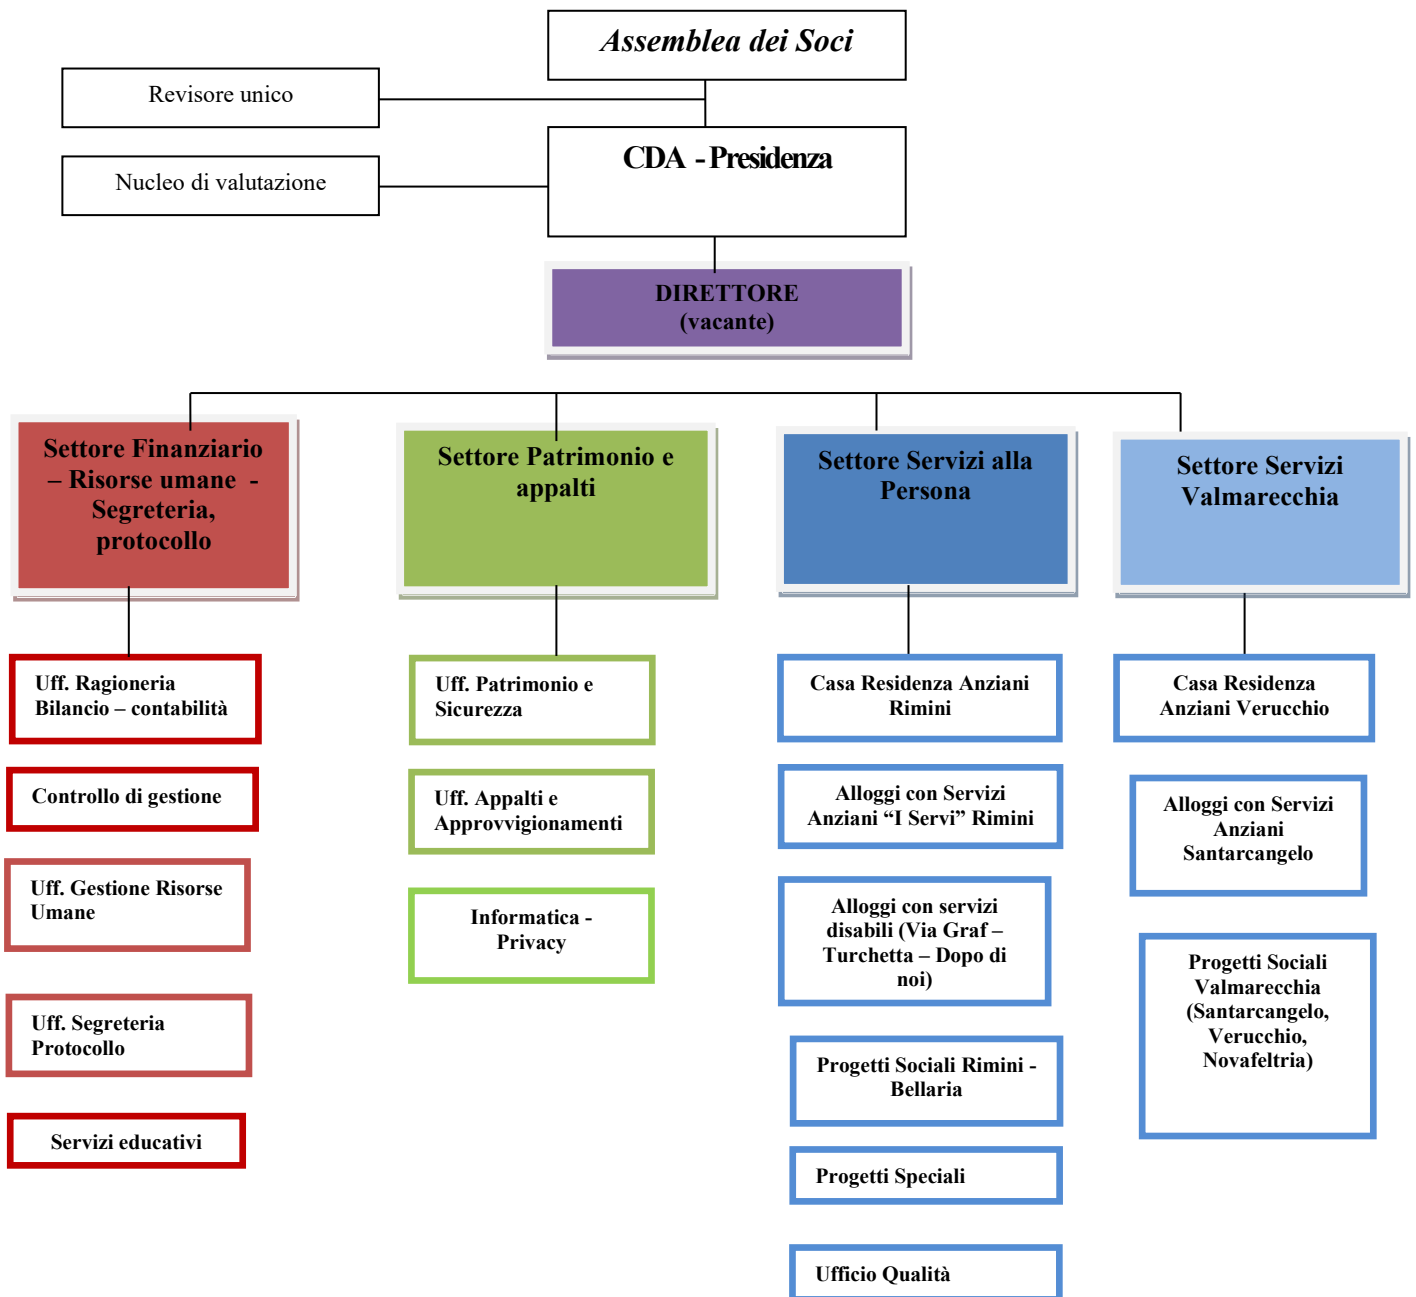 Assemblea dei Soci
Revisore unico
CDA - Presidenza
Nucleo di valutazione
DIRETTORE
(vacante)
Settore Finanziario
– Risorse umane -
Segreteria,
protocollo
Settore Patrimonio e
appalti
Settore Servizi alla
Persona
Settore Servizi
Valmarecchia
Uff. Ragioneria
Bilancio – contabilità
Controllo di gestione
Uff. Gestione Risorse
Umane
Uff. Segreteria
Protocollo
Servizi educativi
Uff. Patrimonio e
Sicurezza
Uff. Appalti e
Approvvigionamenti
Informatica -
Privacy
Casa Residenza Anziani
Rimini
Alloggi con Servizi
Anziani “I Servi” Rimini
Alloggi con servizi
disabili (Via Graf –
Turchetta – Dopo di
noi)
Progetti Sociali Rimini -
Bellaria
Progetti Speciali
Ufficio Qualità
Casa Residenza
Anziani Verucchio
Alloggi con Servizi
Anziani
Santarcangelo
Progetti Sociali
Valmarecchia
(Santarcangelo,
Verucchio,
Novafeltria)